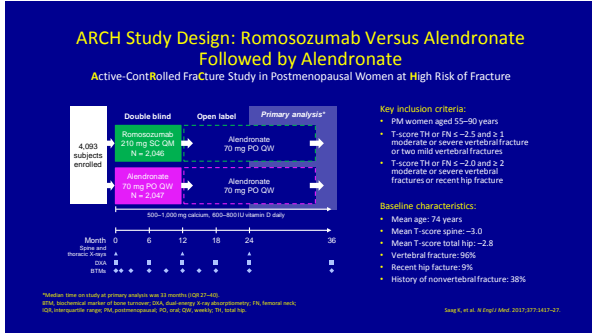 ARCH Study Design: Romosozumab Versus Alendronate
Followed by Alendronate
Active-ContRolled FraCture Study in Postmenopausal Women at High Risk of Fracture
Double blind
Open label
Primary analysis*
4,093
subjects
enrolled
Romosozumab
210 mg SC QM
N = 2,046
Alendronate
70 mg PO QW
Alendronate
70 mg PO QW
N = 2,047
Alendronate
70 mg PO QW
500–1,000 mg calcium, 600–800 IU vitamin D daily
Month 0 6 12 18 24 36
Spine and
thoracic X-rays
DXA
BTMs
Key inclusion criteria:
• PM women aged 55–90 years
• T-score TH or FN ≤ –2.5 and ≥ 1
moderate or severe vertebral fracture
or two mild vertebral fractures
• T-score TH or FN ≤ –2.0 and ≥ 2
moderate or severe vertebral
fractures or recent hip fracture
Baseline characteristics:
• Mean age: 74 years
• Mean T-score spine: –3.0
• Mean T-score total hip: –2.8
• Vertebral fracture: 96%
• Recent hip facture: 9%
• History of nonvertebral fracture: 38%
*Median time on study at primary analysis was 33 months (IQR 27–40).
BTM, biochemical marker of bone turnover; DXA, dual-energy X-ray absorptiometry; FN, femoral neck;
IQR, interquartile range; PM, postmenopausal; PO, oral; QW, weekly; TH, total hip.
Saag K, et al. N Engl J Med. 2017;377:1417–27.